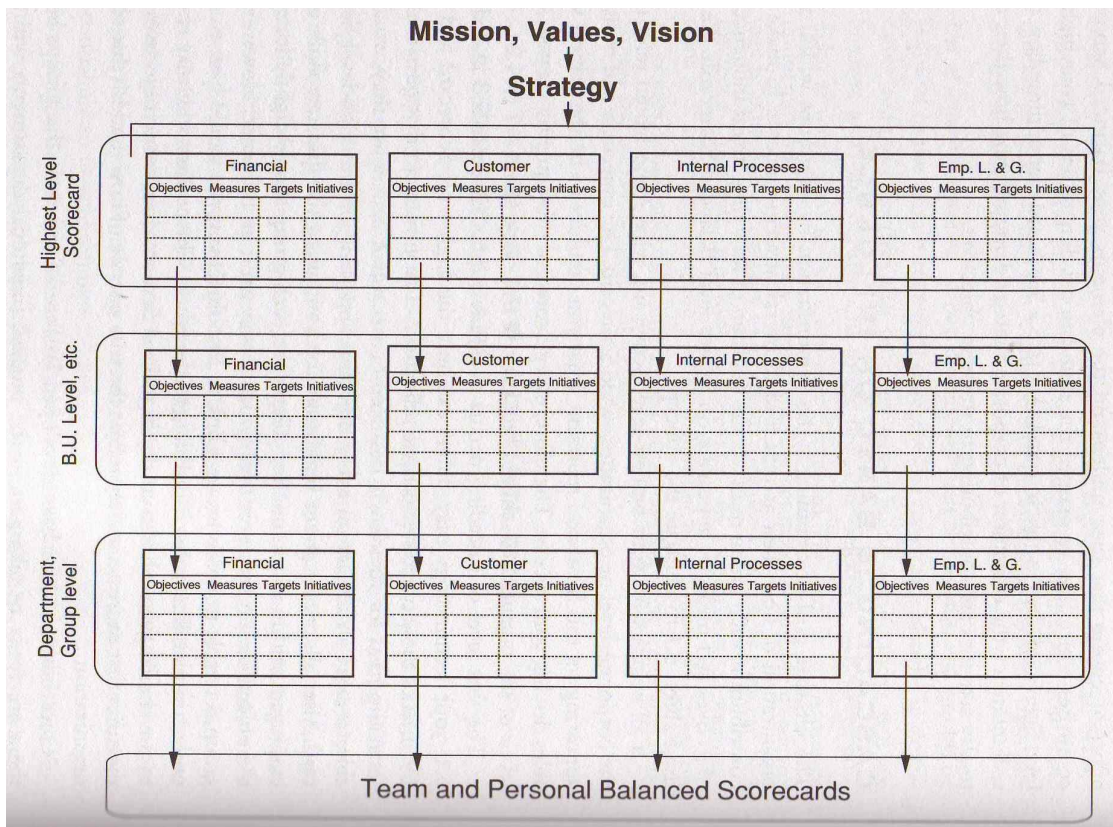 Mission, Values, Vision
Strategy
Highest Level
Scorecard
Financial
Objectives Measures Targets Initiatives
Customer
Objectives Measures Targets Initiatives
Internal Processes
Objectives Measures Targets Initiatives
Emp. L. & G.
Objectives Measures Targets Initiatives
B.U. Level, etc.
Financial
Objectives Measures Targets Initiatives
Customer
Objectives Measures Targets Initiatives
Internal Processes
Objectives Measures Targets Initiatives
Emp. L. & G.
Objectives Measures Targets Initiatives
Department,
Group level
Financial
Objectives Measures Targets Initiatives
Customer
Objectives Measures Targets Initiatives
Internal Processes
Objectives Measures Targets Initiatives
Emp. L. & G.
Objectives Measures Targets Initiatives
Team and Personal Balanced Scorecards